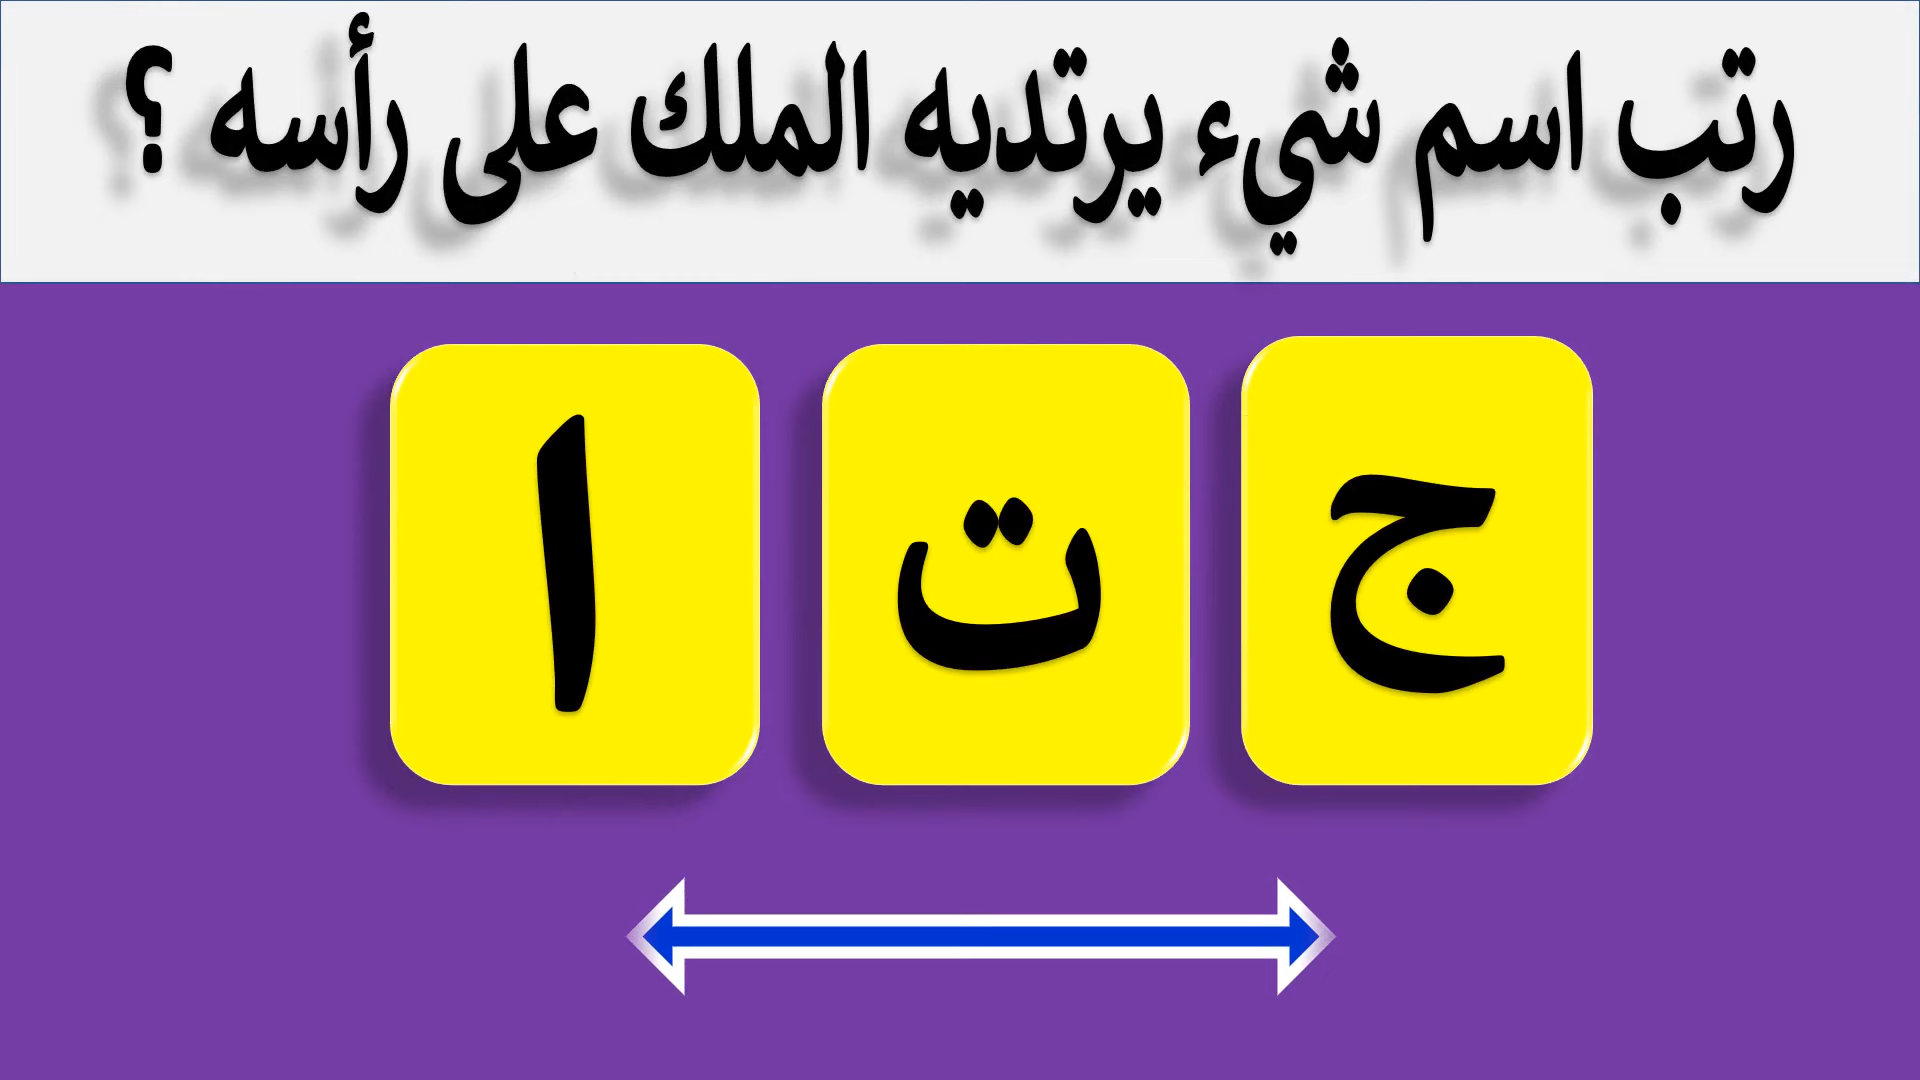 رتب اسم شيء يرتديه الملك على رأسه ؟
ج ت ا